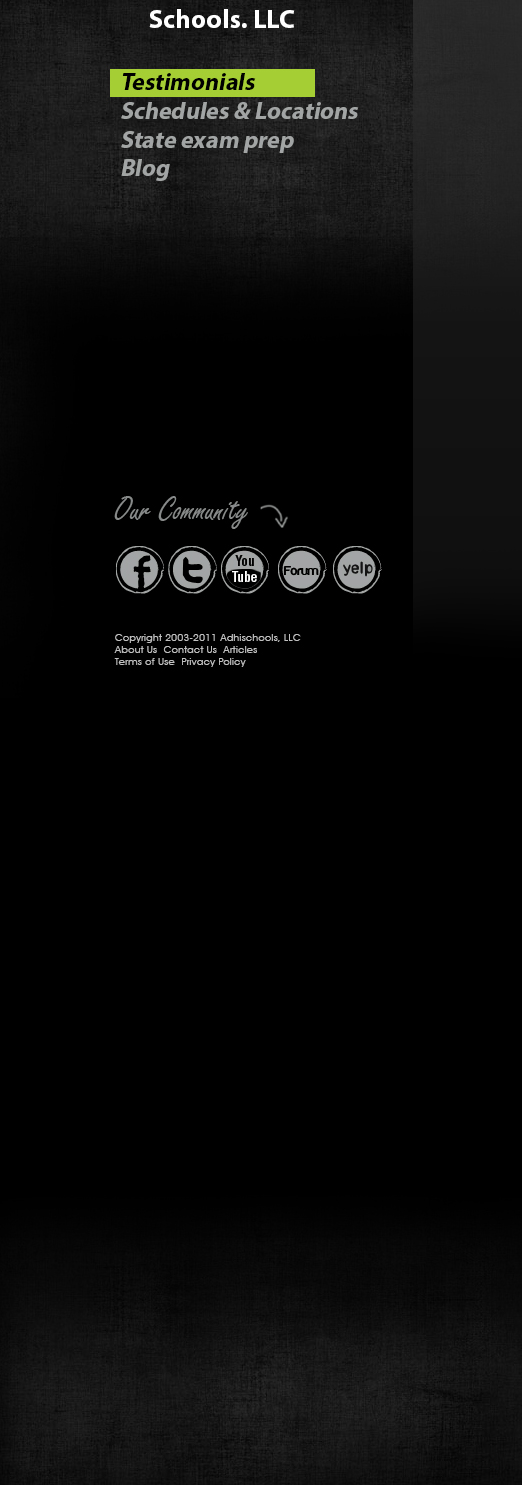 Schools. LLC
Testimonials
Schedules & Locations
State exam prep
Blog
Our Community
f t You Tube Forum yelp
Copyright 2003-2011 Adhischools, LLC
About Us Contact Us Articles
Terms of Use Privacy Policy